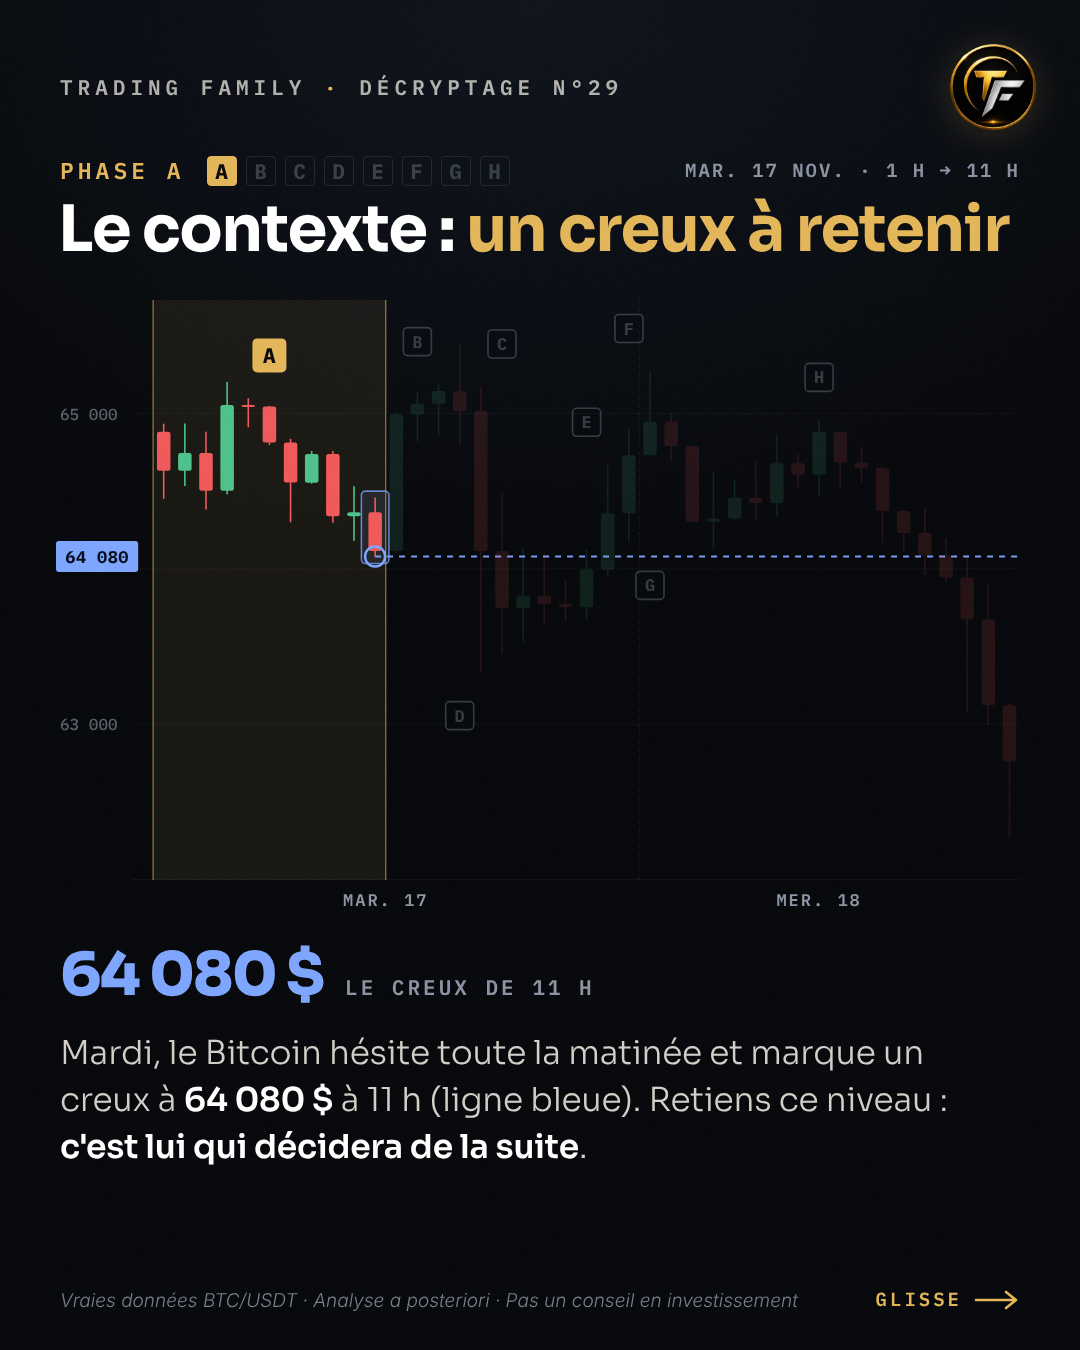 TRADING FAMILY · DÉCRYPTAGE N°29
TF
PHASE A A B C D E F G H
MAR. 17 NOV. · 1 H → 11 H
Le contexte : un creux à retenir
A
B
C
F
H
E
65 000
64 080
G
D
63 000
MAR. 17
MER. 18
64 080 $ LE CREUX DE 11 H
Mardi, le Bitcoin hésite toute la matinée et marque un
creux à 64 080 $ à 11 h (ligne bleue). Retiens ce niveau :
c'est lui qui décidera de la suite.
Vraies données BTC/USDT · Analyse a posteriori · Pas un conseil en investissement
GLISSE →